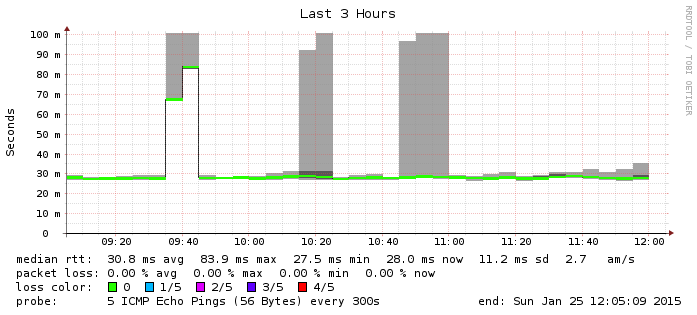 Last 3 Hours
RRDTOOL / TOBI OETIKER
Seconds
100 m
90 m
80 m
70 m
60 m
50 m
40 m
30 m
20 m
10 m
0
09:20 09:40 10:00 10:20 10:40 11:00 11:20 11:40 12:00
median rtt: 30.8 ms avg 83.9 ms max 27.5 ms min 28.0 ms now 11.2 ms sd 2.7 am/s
packet loss: 0.00 % avg 0.00 % max 0.00 % min 0.00 % now
loss color: 0 1/5 2/5 3/5 4/5
probe: 5 ICMP Echo Pings (56 Bytes) every 300s end: Sun Jan 25 12:05:09 2015